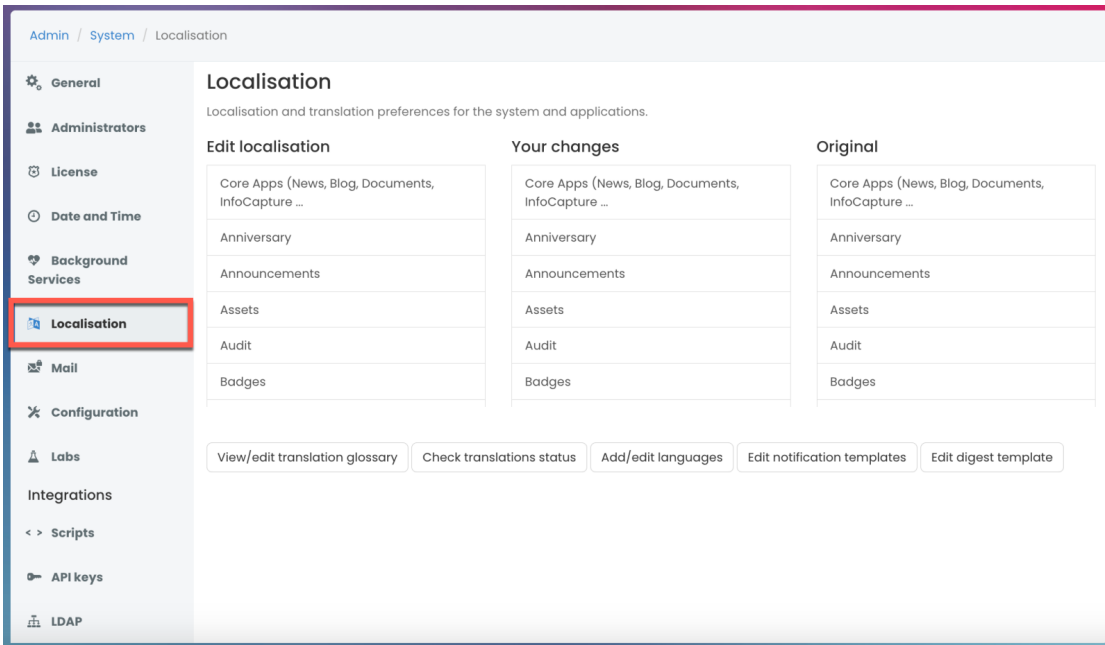 Admin / System / Localisation
General
Administrators
License
Date and Time
Background
Services
Localisation
Mail
Configuration
Labs
Integrations
< > Scripts
API keys
LDAP
Localisation
Localisation and translation preferences for the system and applications.
Edit localisation
Core Apps (News, Blog, Documents,
InfoCapture ...
Anniversary
Announcements
Assets
Audit
Badges
Your changes
Core Apps (News, Blog, Documents,
InfoCapture ...
Anniversary
Announcements
Assets
Audit
Badges
Original
Core Apps (News, Blog, Documents,
InfoCapture ...
Anniversary
Announcements
Assets
Audit
Badges
View/edit translation glossary
Check translations status
Add/edit languages
Edit notification templates
Edit digest template